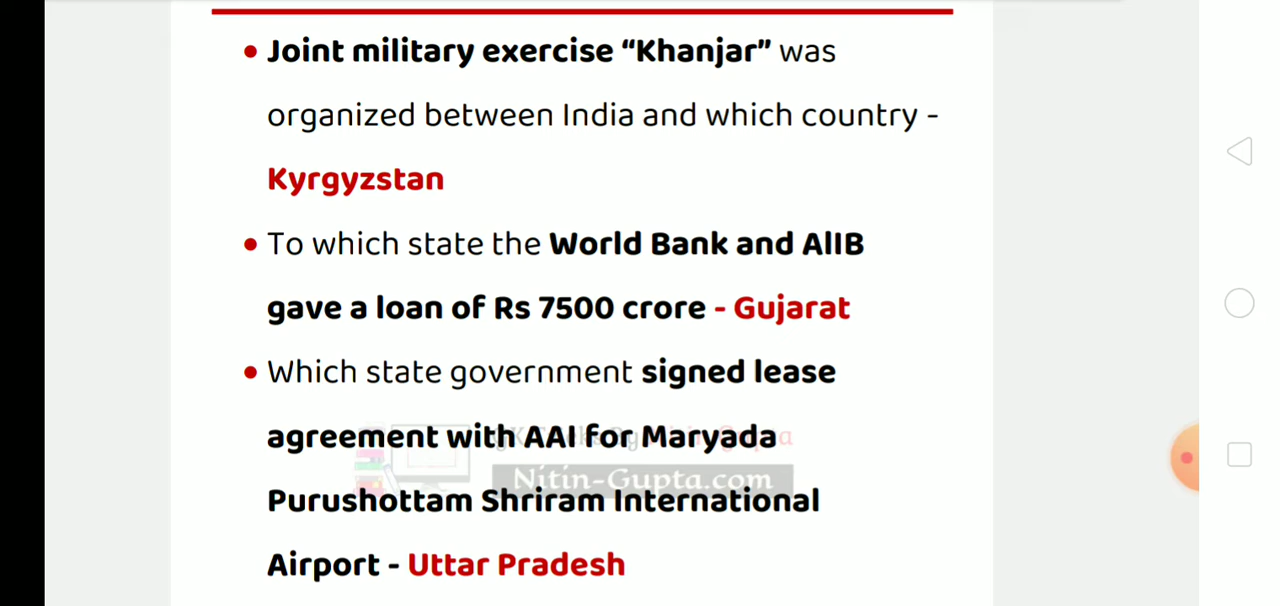 • Joint military exercise “Khanjar” was
organized between India and which country -
Kyrgyzstan
• To which state the World Bank and AlIB
gave a loan of Rs 7500 crore - Gujarat
• Which state government signed lease
agreement with AAI for Maryada
Nitin-Gupta.com
Purushottam Shriram International
Airport - Uttar Pradesh